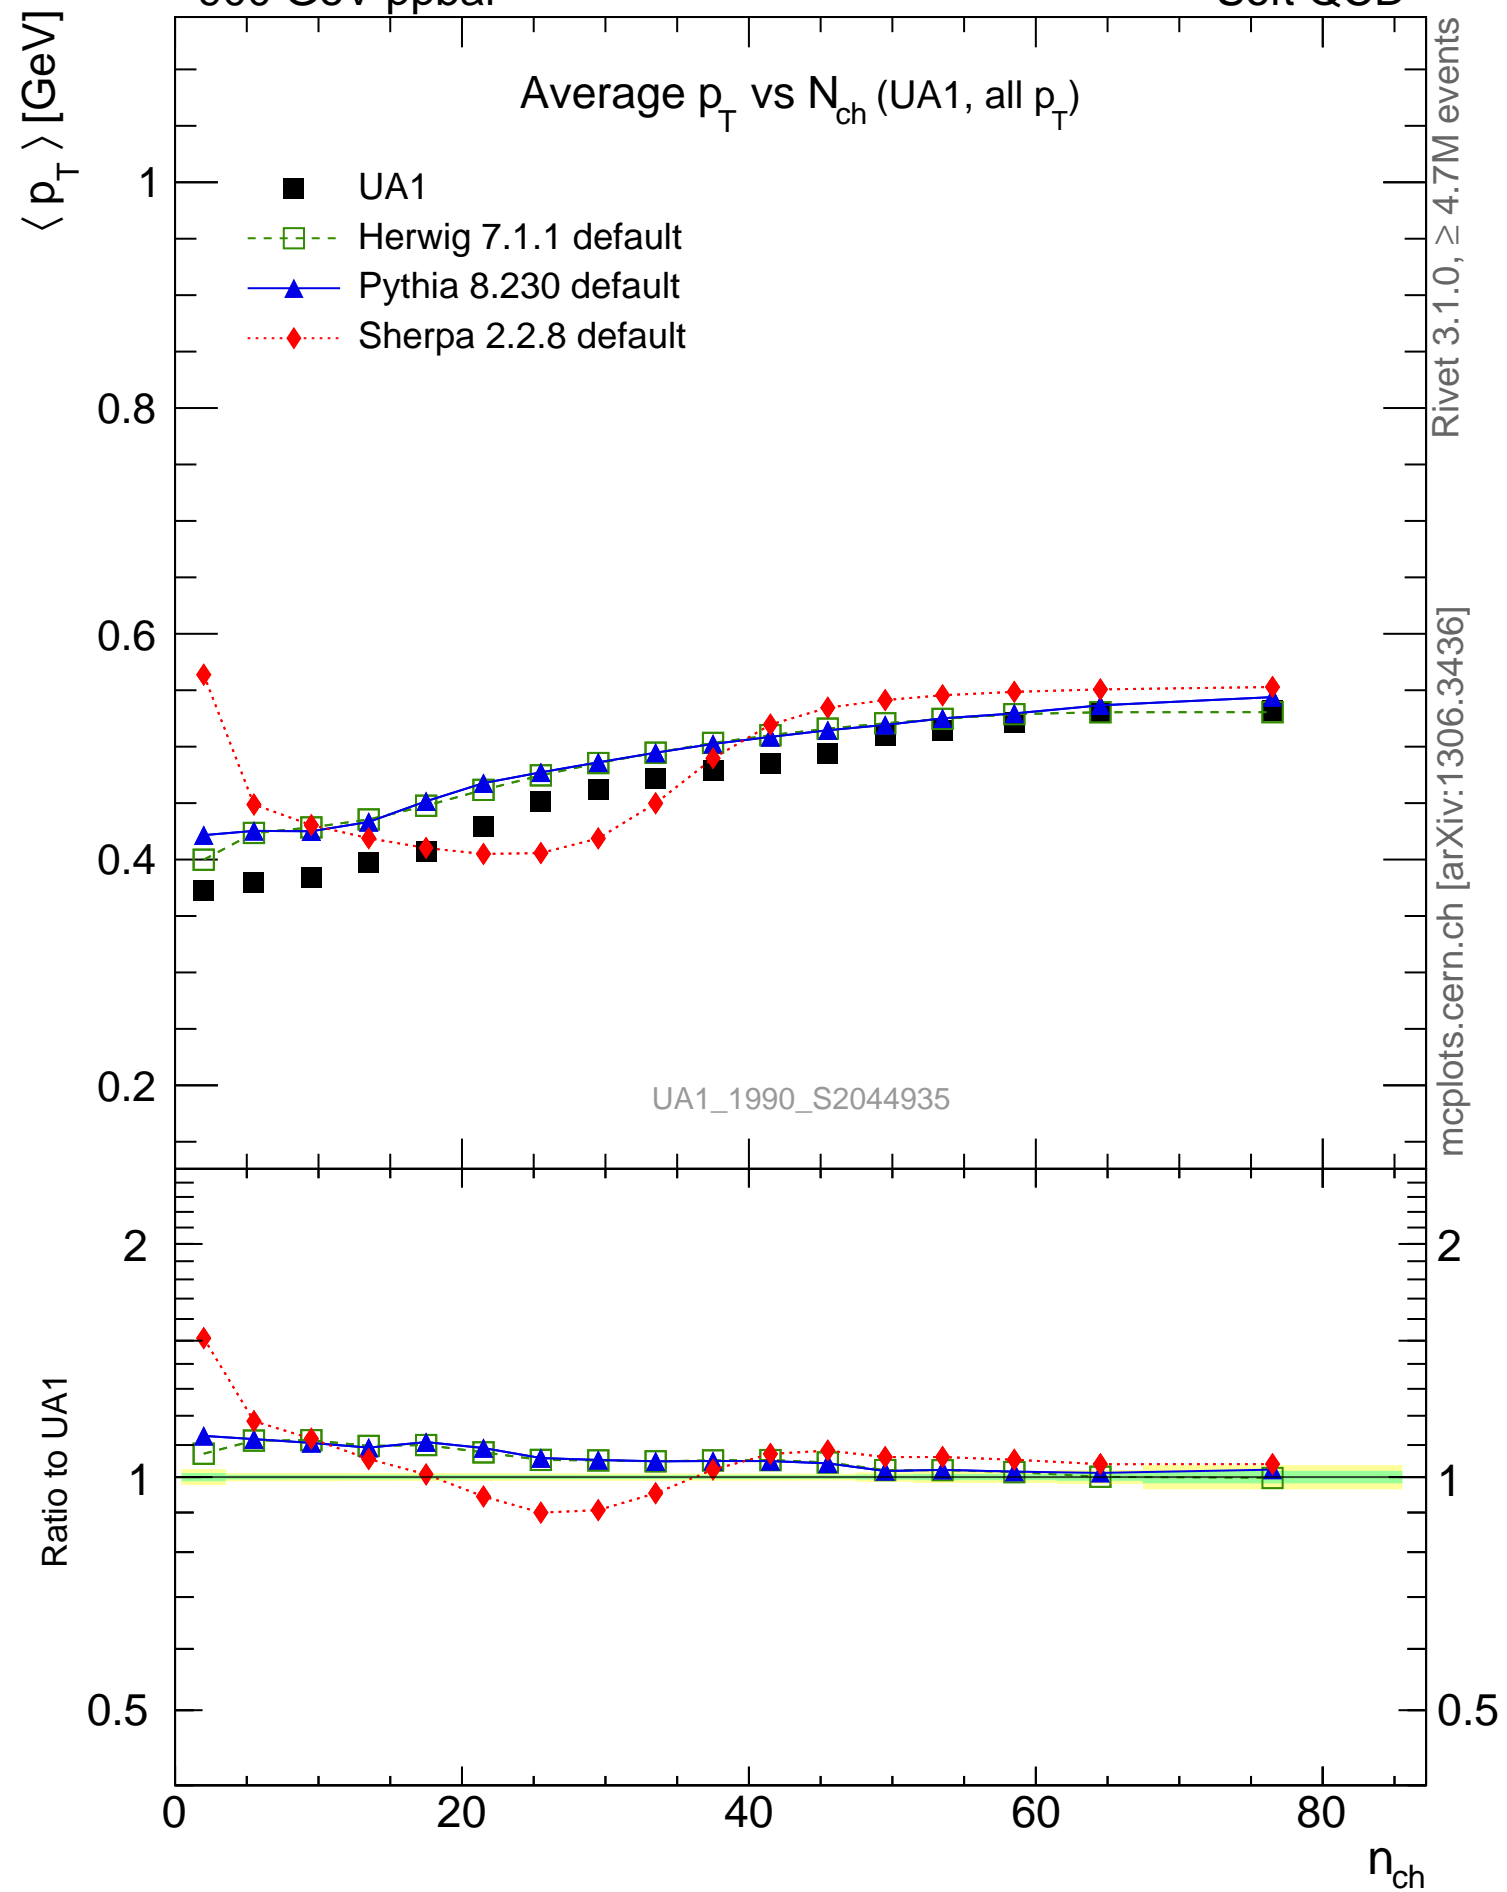 ⟨ p_T ⟩ [GeV]
Average p_T vs N_ch (UA1, all p_T)
UA1
Herwig 7.1.1 default
Pythia 8.230 default
Sherpa 2.2.8 default
1
0.8
0.6
0.4
0.2
UA1_1990_S2044935
Rivet 3.1.0, ≥ 4.7M events
mcplots.cern.ch [arXiv:1306.3436]
Ratio to UA1
2
1
0.5
2
1
0.5
0 20 40 60 80
n_ch